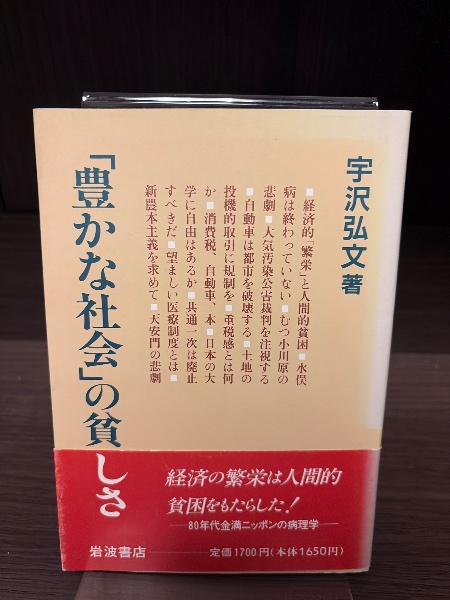 宇沢弘文著
■経済的「繁栄」と人間的貧困■水俣
病は終わっていない■むつ小川原の
悲劇■大気汚染公害裁判を注視する
■自動車は都市を破壊する■土地の
投機的取引に規制を■重税感とは何
か■消費税、自動車、本■日本の大
学に自由はあるか■共通一次は廃止
すべきだ■望ましい医療制度とは■
新農本主義を求めて■天安門の悲劇
「豊かな社会」の貧しさ
経済の繁栄は人間的
貧困をもたらした!
80年代金満ニッポンの病理学
岩波書店
定価1700円(本体1650円)